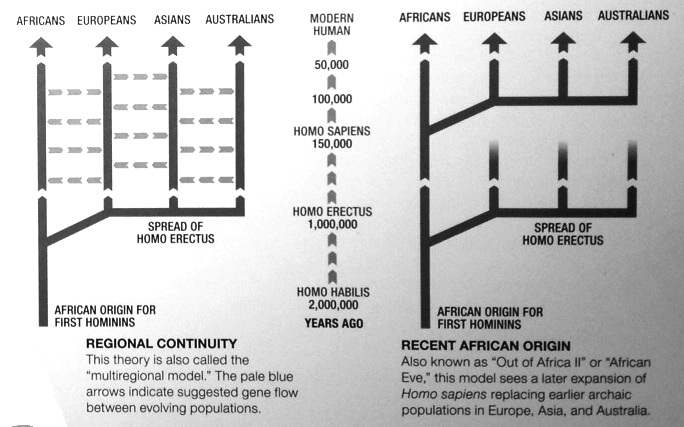 AFRICANS EUROPEANS ASIANS AUSTRALIANS
SPREAD OF
HOMO ERECTUS
AFRICAN ORIGIN FOR
FIRST HOMININS
REGIONAL CONTINUITY
This theory is also called the
“multiregional model.” The pale blue
arrows indicate suggested gene flow
between evolving populations.
MODERN
HUMAN
50,000
100,000
HOMO SAPIENS
150,000
HOMO ERECTUS
1,000,000
HOMO HABILIS
2,000,000
YEARS AGO
AFRICANS EUROPEANS ASIANS AUSTRALIANS
SPREAD OF
HOMO ERECTUS
AFRICAN ORIGIN FOR
FIRST HOMININS
RECENT AFRICAN ORIGIN
Also known as “Out of Africa II” or “African
Eve,” this model sees a later expansion of
Homo sapiens replacing earlier archaic
populations in Europe, Asia, and Australia.